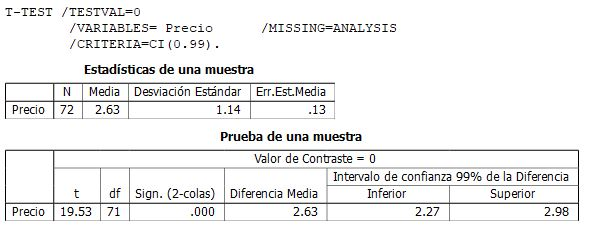 T-TEST /TESTVAL=0
/VARIABLES= Precio /MISSING=ANALYSIS
/CRITERIA=CI(0.99).
Estadísticas de una muestra
N Media Desviación Estándar Err.Est.Media
Precio 72 2.63 1.14 .13
Prueba de una muestra
Valor de Contraste = 0
Intervalo de confianza 99% de la Diferencia
t df Sign. (2-colas) Diferencia Media Inferior Superior
Precio 19.53 71 .000 2.63 2.27 2.98